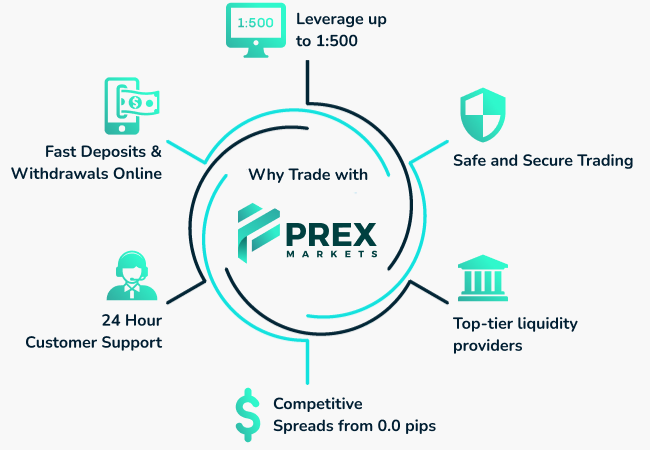 1:500
Leverage up
to 1:500
Fast Deposits &
Withdrawals Online
Safe and Secure Trading
Why Trade with
PREX
MARKETS
24 Hour
Customer Support
Top-tier liquidity
providers
Competitive
Spreads from 0.0 pips